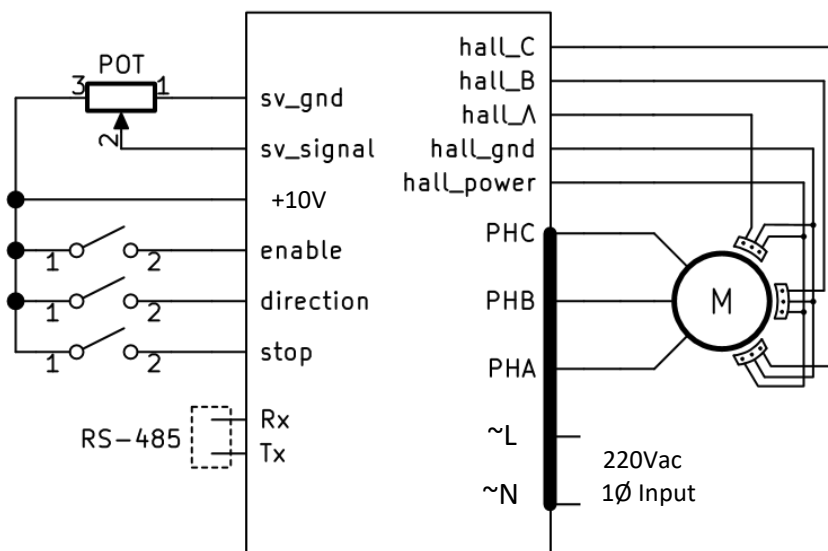 POT
3
1
2
sv_gnd
sv_signal
+10V
1
2
enable
1
2
direction
1
2
stop
RS-485
Rx
Tx
hall_C
hall_B
hall_Λ
hall_gnd
hall_power
PHC
PHB
M
PHA
~L
220Vac
~N
1Ø Input